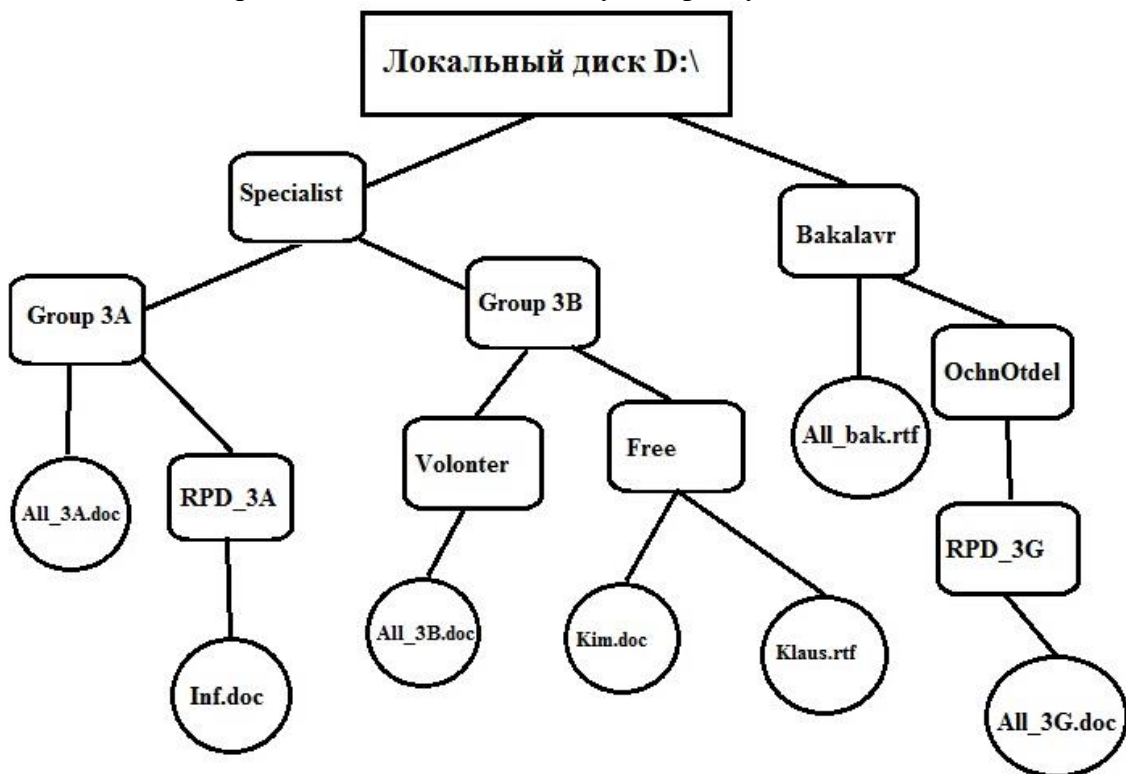 Локальный диск D:\
Specialist
Bakalavr
Group 3A
Group 3B
OchnOtdel
All_bak.rtf
Volonter
Free
All_3A.doc
RPD_3A
RPD_3G
All_3B.doc
Kim.doc
Klaus.rtf
Inf.doc
All_3G.doc